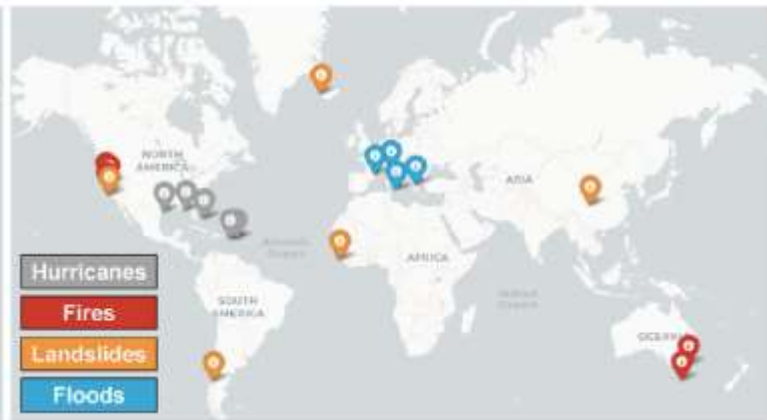 NORTH
AMERICA
ASIA
AFRICA
SOUTH
AMERICA
OCEANIA
Hurricanes
Fires
Landslides
Floods